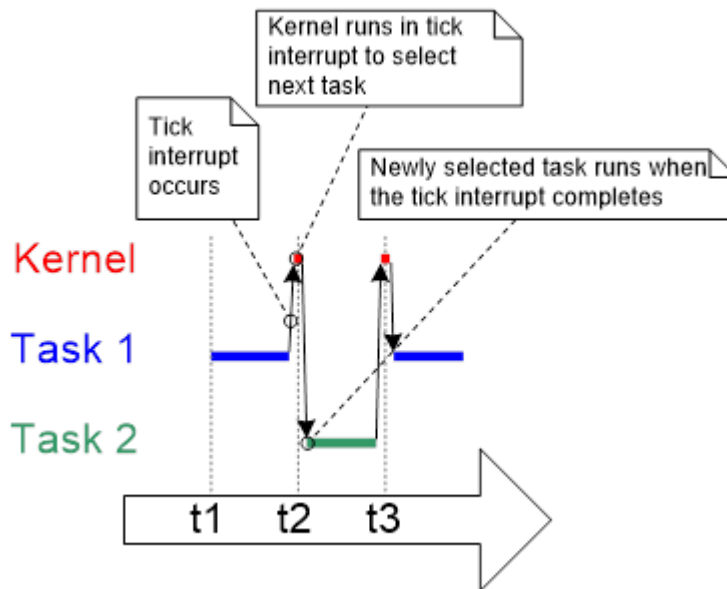 Kernel runs in tick
interrupt to select
next task
Tick
interrupt
occurs
Newly selected task runs when
the tick interrupt completes
Kernel
Task 1
Task 2
t1 t2 t3